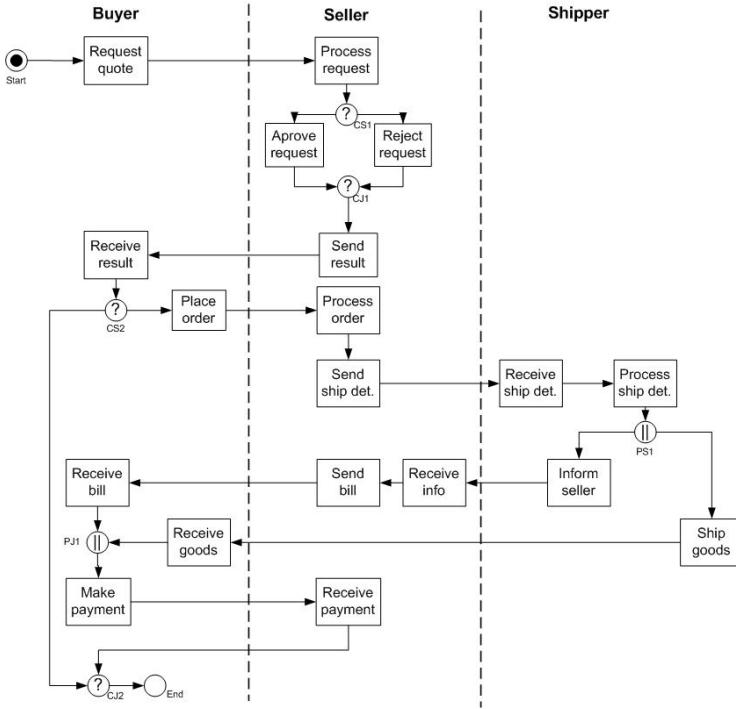 Buyer
Seller
Shipper
Start
Request
quote
Process
request
?
CS1
Aprove
request
Reject
request
?
CJ1
Receive
result
Send
result
?
CS2
Place
order
Process
order
Send
ship det.
Receive
ship det.
Process
ship det.
||
PS1
Receive
bill
Send
bill
Receive
info
Inform
seller
PJ1
||
Receive
goods
Ship
goods
Make
payment
Receive
payment
?
CJ2
End